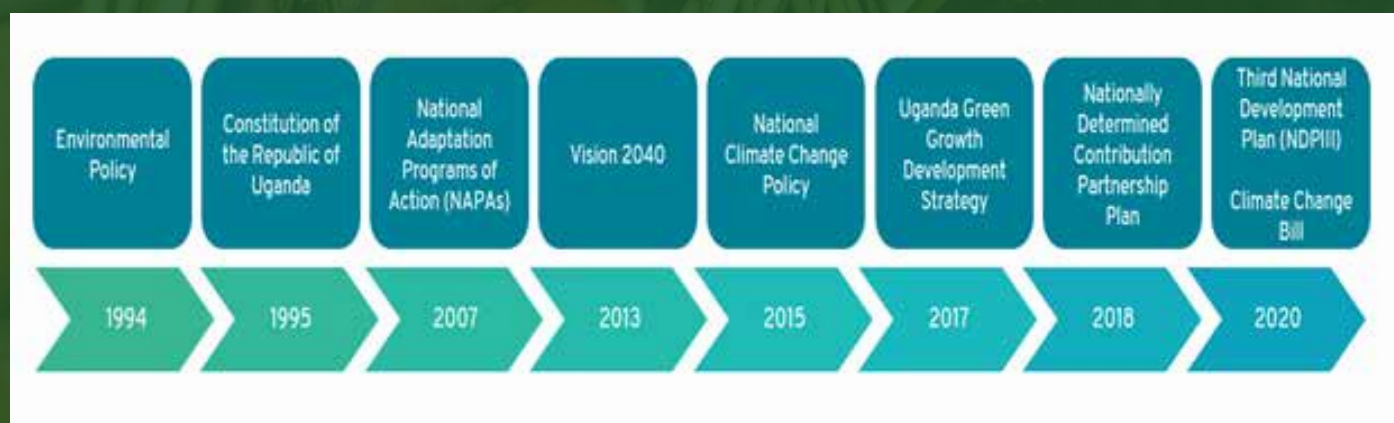 Environmental
Policy
Constitution of
the Republic of
Uganda
National
Adaptation
Programs of
Action (NAPAs)
Vision 2040
National
Climate Change
Policy
Uganda Green
Growth
Development
Strategy
Nationally
Determined
Contribution
Partnership
Plan
Third National
Development
Plan (NDPIII)
Climate Change
Bill
1994
1995
2007
2013
2015
2017
2018
2020